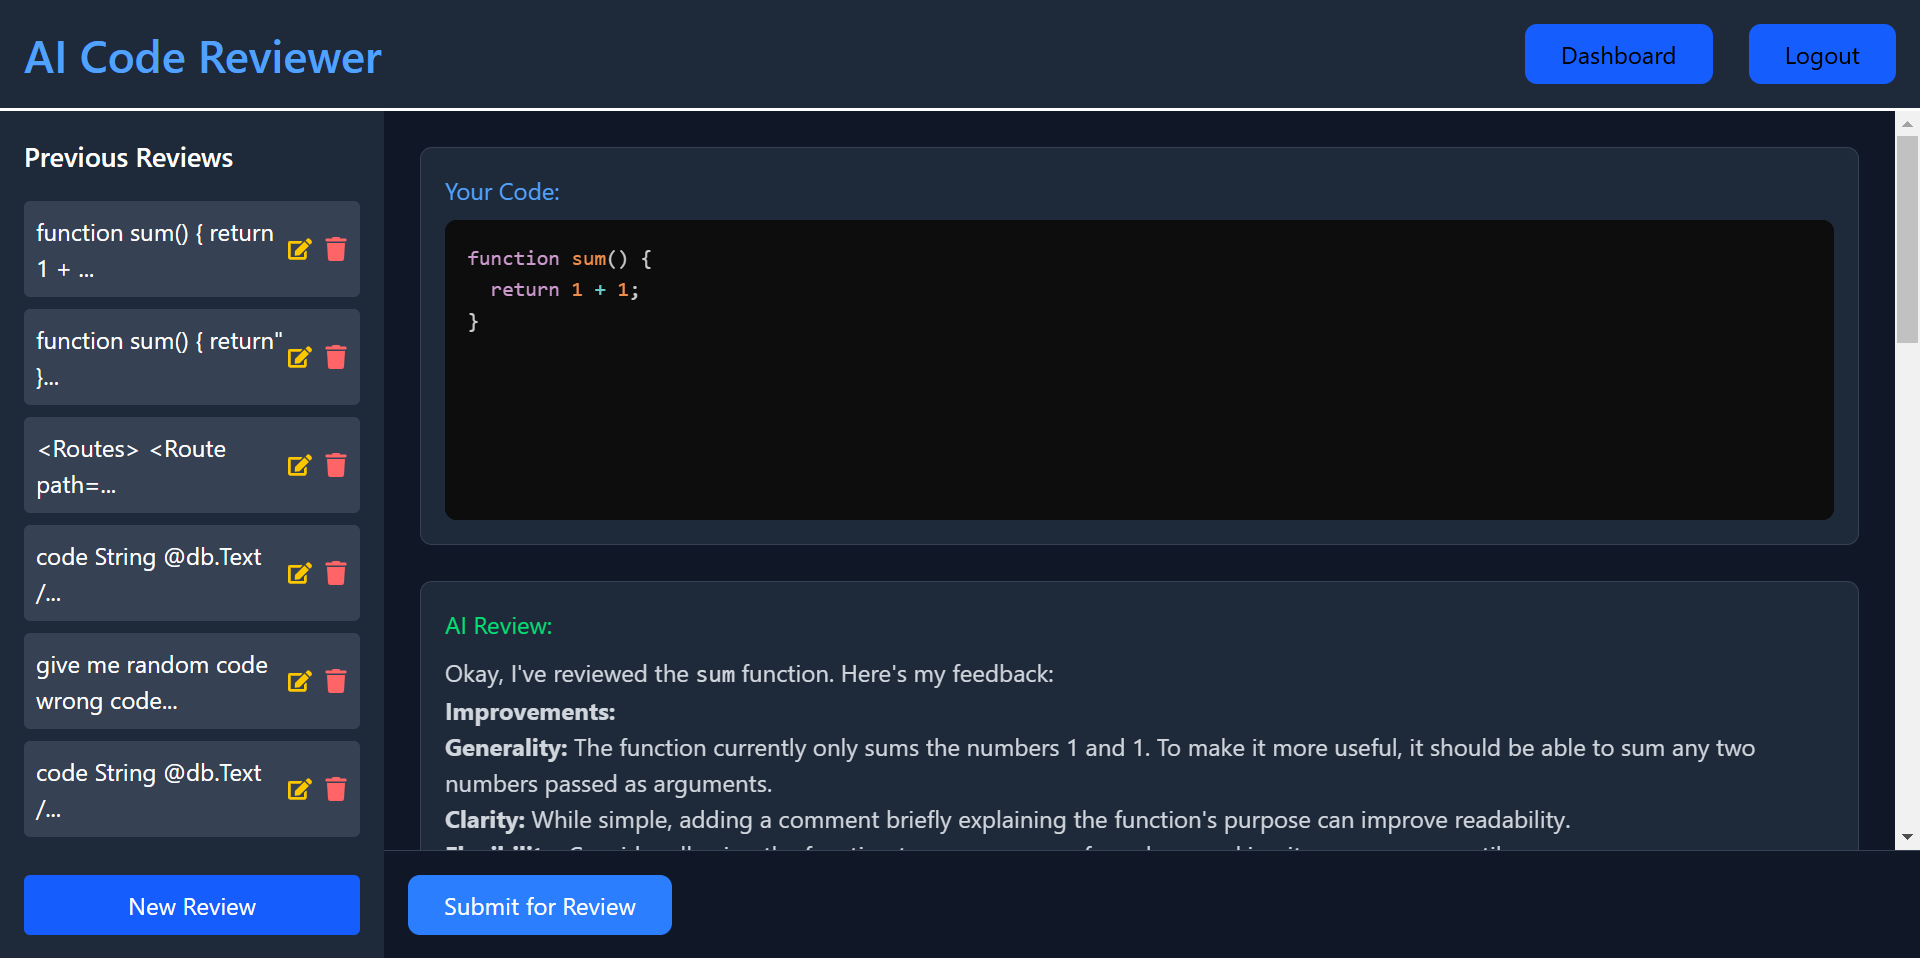 AI Code Reviewer
Dashboard
Logout
Previous Reviews
function sum() { return
1 + ...
function sum() { return"
}...
<Routes> <Route
path=...
code String @db.Text
/...
give me random code
wrong code...
code String @db.Text
/...
New Review
Your Code:
function sum() {
  return 1 + 1;
}
AI Review:
Okay, I've reviewed the sum function. Here's my feedback:
Improvements:
Generality: The function currently only sums the numbers 1 and 1. To make it more useful, it should be able to sum any two
numbers passed as arguments.
Clarity: While simple, adding a comment briefly explaining the function's purpose can improve readability.
Submit for Review